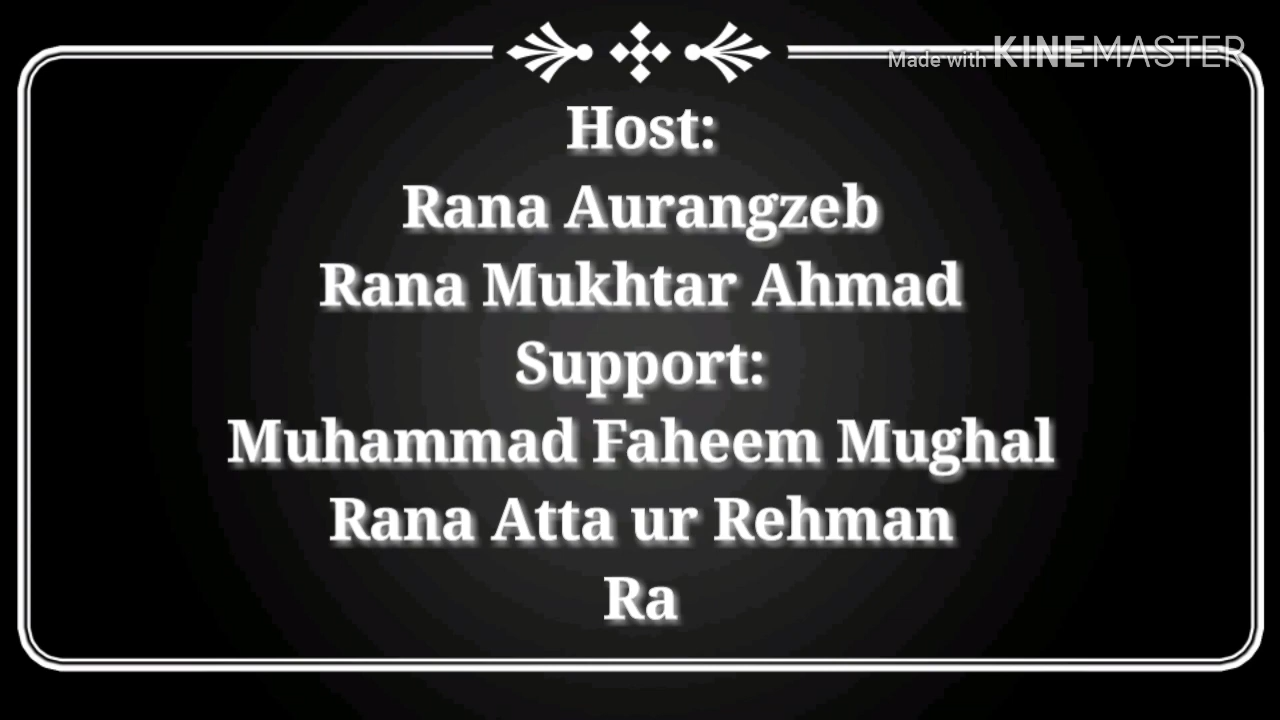 Made with KINEMASTER
Host:
Rana Aurangzeb
Rana Mukhtar Ahmad
Support:
Muhammad Faheem Mughal
Rana Atta ur Rehman
Ra